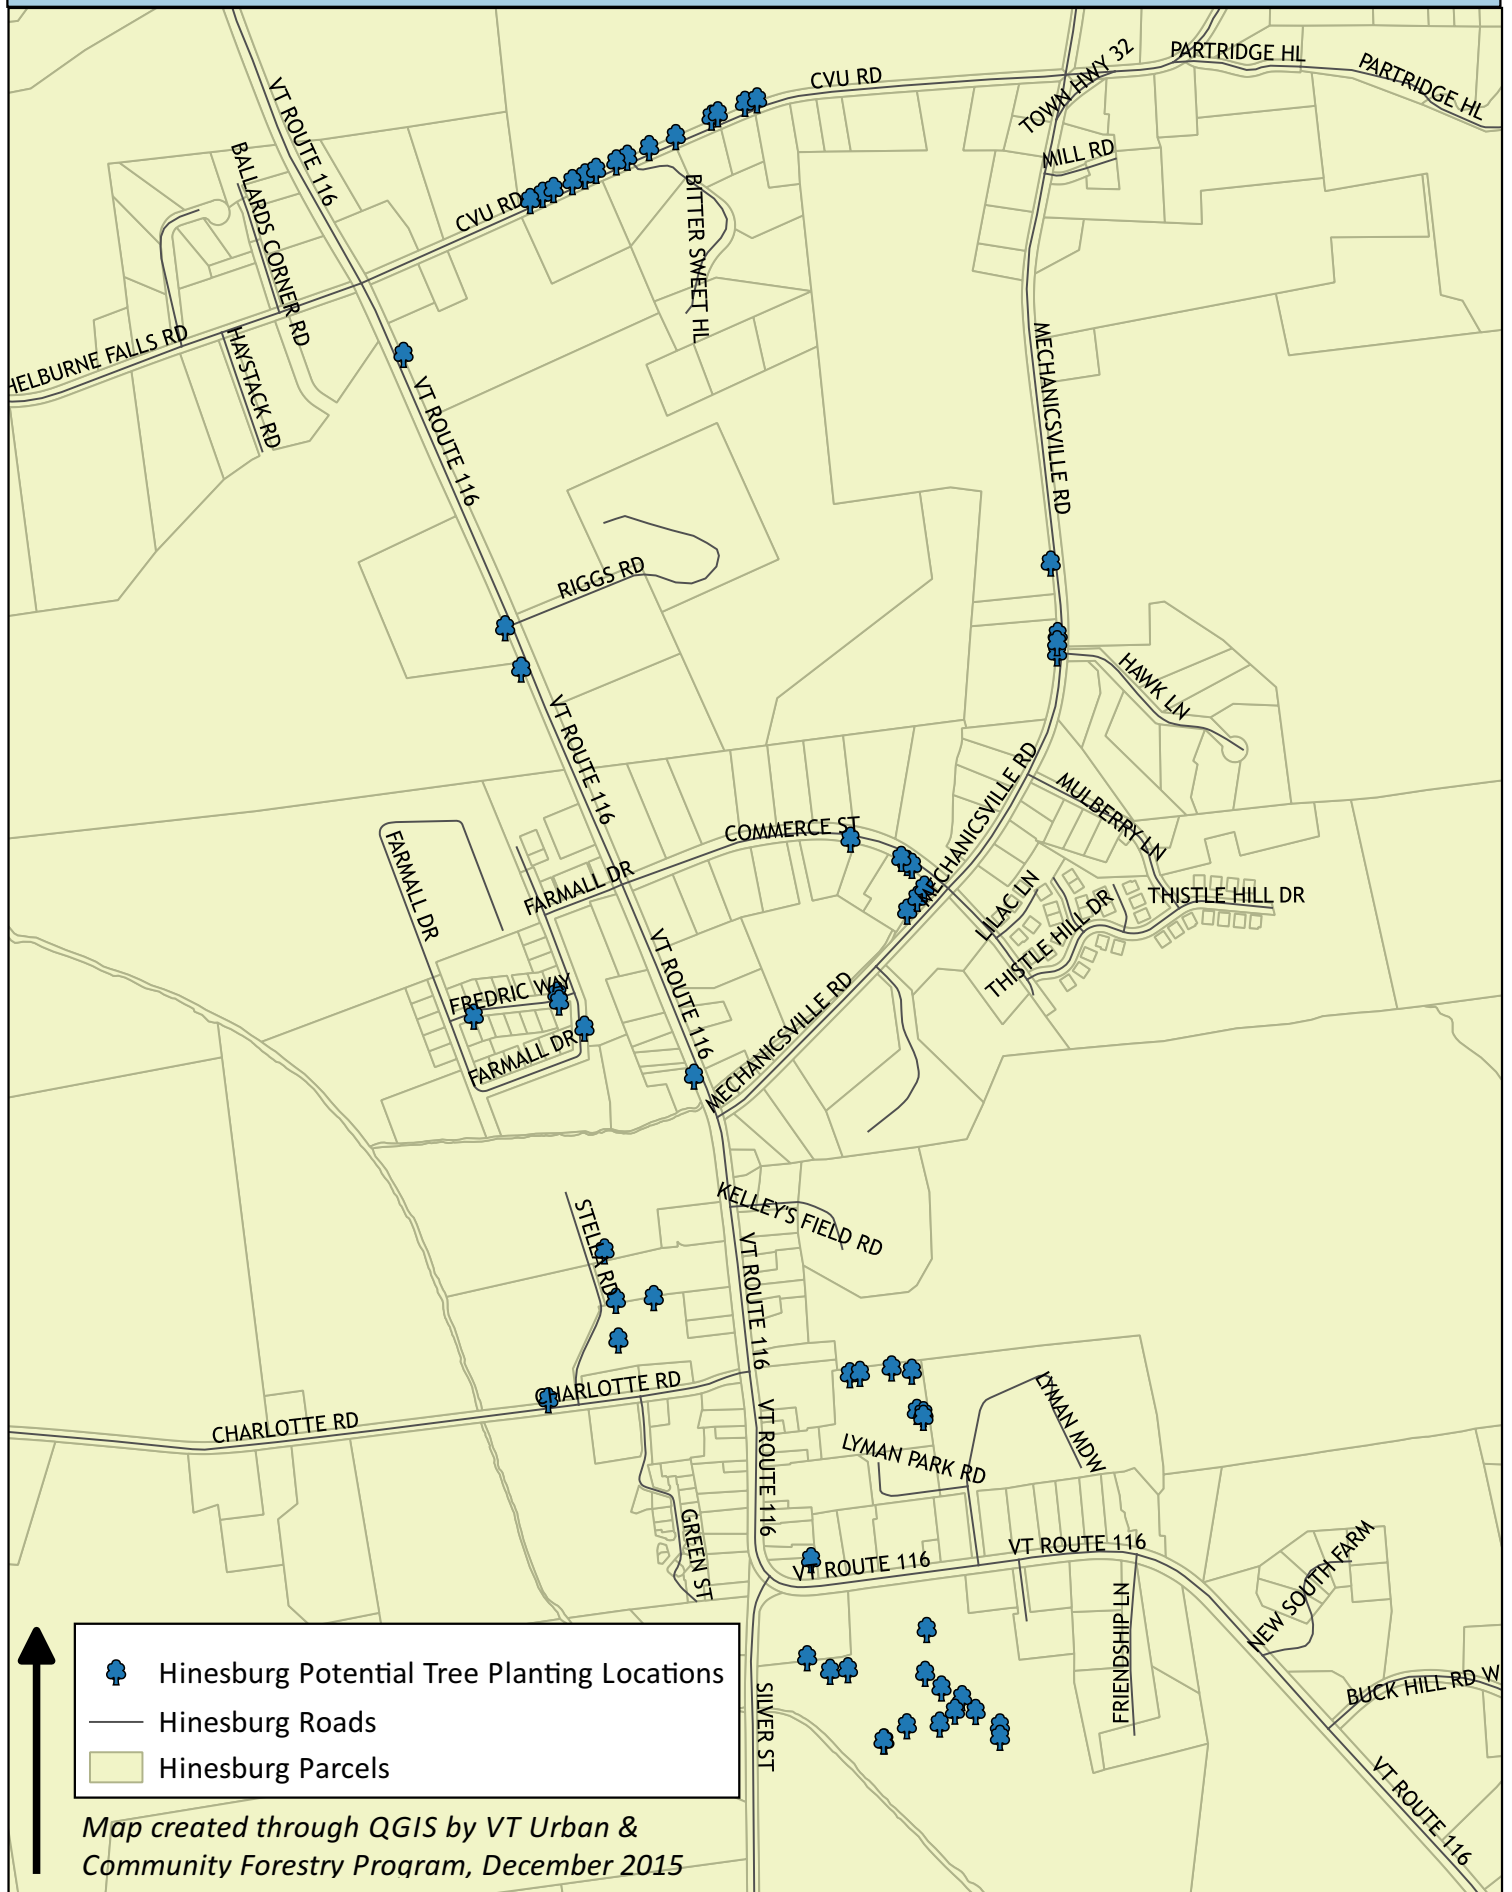 PARTRIDGE HL
PARTRIDGE HL
TOWN HWY 32
CVU RD
VT ROUTE 116
MILL RD
BALLARDS CORNER RD
CVU RD
BITTER SWEET HL
HELBURNE FALLS RD
HAYSTACK RD
VT ROUTE 116
MECHANICSVILLE RD
RIGGS RD
HAWK LN
VT ROUTE 116
MECHANICSVILLE RD
MULBERRY LN
COMMERCE ST
FARMALL DR
FARMALL DR
LILAC LN
THISTLE HILL DR
THISTLE HILL DR
VT ROUTE 116
FREDRIC WAY
MECHANICSVILLE RD
FARMALL DR
KELLEY'S FIELD RD
STELLA RD
VT ROUTE 116
CHARLOTTE RD
CHARLOTTE RD
LYMAN MDW
VT ROUTE 116
LYMAN PARK RD
GREEN ST
VT ROUTE 116
VT ROUTE 116
NEW SOUTH FARM
FRIENDSHIP LN
BUCK HILL RD W
SILVER ST
VT ROUTE 116
Hinesburg Potential Tree Planting Locations
Hinesburg Roads
Hinesburg Parcels
Map created through QGIS by VT Urban &
Community Forestry Program, December 2015